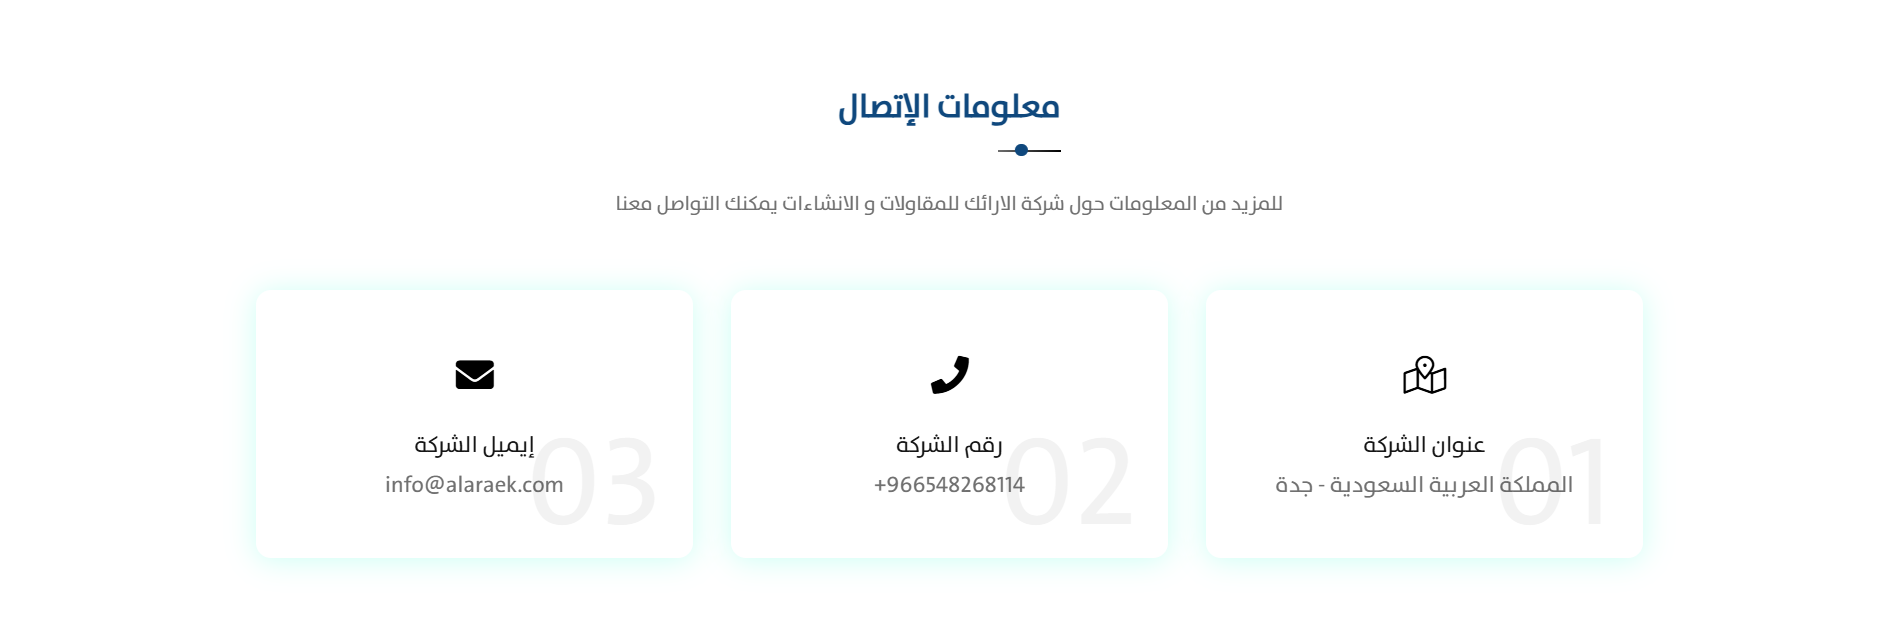 معلومات الإتصال
للمزيد من المعلومات حول شركة الارائك للمقاولات و الانشاءات يمكنك التواصل معنا
01
عنوان الشركة
المملكة العربية السعودية - جدة
02
رقم الشركة
+966548268114
03
إيميل الشركة
info@alaraek.com